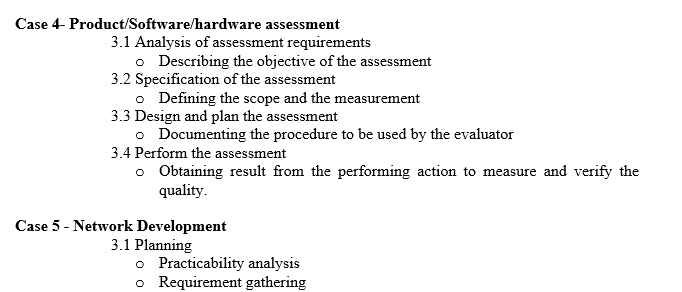 Case 4- Product/Software/hardware assessment
3.1 Analysis of assessment requirements
o Describing the objective of the assessment
3.2 Specification of the assessment
o Defining the scope and the measurement
3.3 Design and plan the assessment
o Documenting the procedure to be used by the evaluator
3.4 Perform the assessment
o Obtaining result from the performing action to measure and verify the
quality.
Case 5 - Network Development
3.1 Planning
o Practicability analysis
o Requirement gathering